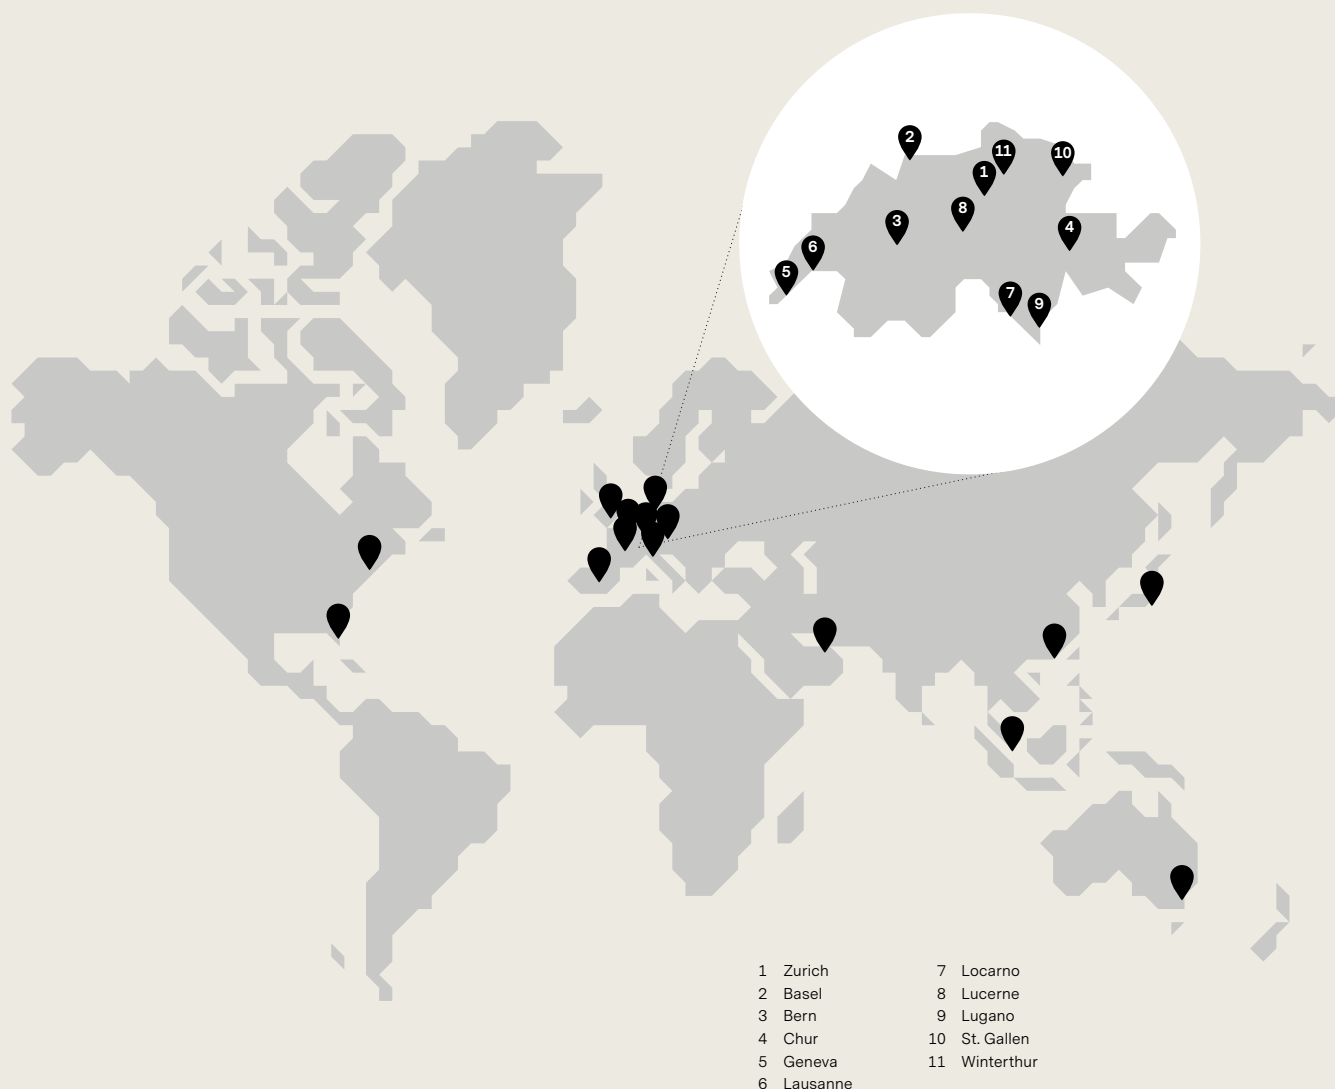 2
11
10
1
8
3
4
6
5
7
9
1 Zurich
2 Basel
3 Bern
4 Chur
5 Geneva
6 Lausanne
7 Locarno
8 Lucerne
9 Lugano
10 St. Gallen
11 Winterthur